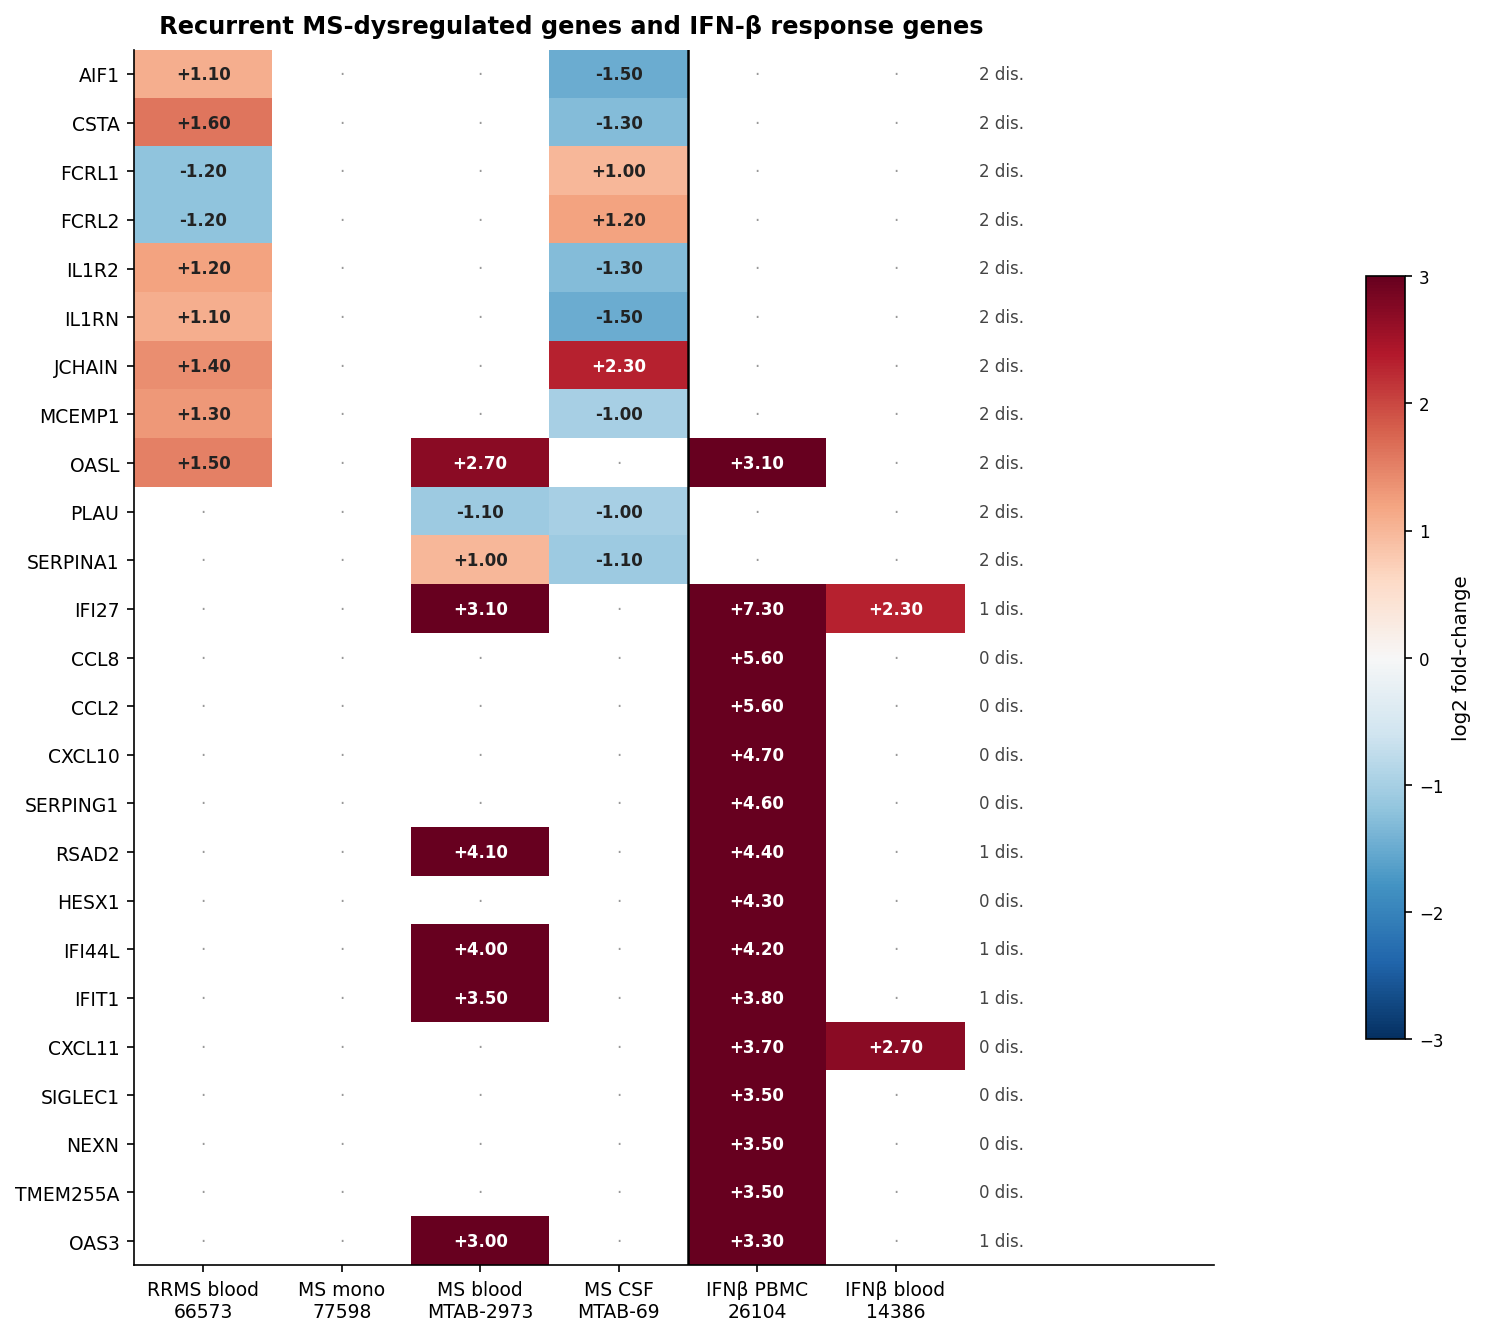 Recurrent MS-dysregulated genes and IFN-β response genes
AIF1 +1.10 · · -1.50 · · 2 dis.
CSTA +1.60 · · -1.30 · · 2 dis.
FCRL1 -1.20 · · +1.00 · · 2 dis.
FCRL2 -1.20 · · +1.20 · · 2 dis.
IL1R2 +1.20 · · -1.30 · · 2 dis.
IL1RN +1.10 · · -1.50 · · 2 dis.
JCHAIN +1.40 · · +2.30 · · 2 dis.
MCEMP1 +1.30 · · -1.00 · · 2 dis.
OASL +1.50 · +2.70 · +3.10 · 2 dis.
PLAU · · -1.10 -1.00 · · 2 dis.
SERPINA1 · · +1.00 -1.10 · · 2 dis.
IFI27 · · +3.10 · +7.30 +2.30 1 dis.
CCL8 · · · · +5.60 · 0 dis.
CCL2 · · · · +5.60 · 0 dis.
CXCL10 · · · · +4.70 · 0 dis.
SERPING1 · · · · +4.60 · 0 dis.
RSAD2 · · +4.10 · +4.40 · 1 dis.
HESX1 · · · · +4.30 · 0 dis.
IFI44L · · +4.00 · +4.20 · 1 dis.
IFIT1 · · +3.50 · +3.80 · 1 dis.
CXCL11 · · · · +3.70 +2.70 0 dis.
SIGLEC1 · · · · +3.50 · 0 dis.
NEXN · · · · +3.50 · 0 dis.
TMEM255A · · · · +3.50 · 0 dis.
OAS3 · · +3.00 · +3.30 · 1 dis.
RRMS blood MS mono MS blood MS CSF IFNβ PBMC IFNβ blood
66573 77598 MTAB-2973 MTAB-69 26104 14386
3
2
1
0
−1
−2
−3
log2 fold-change